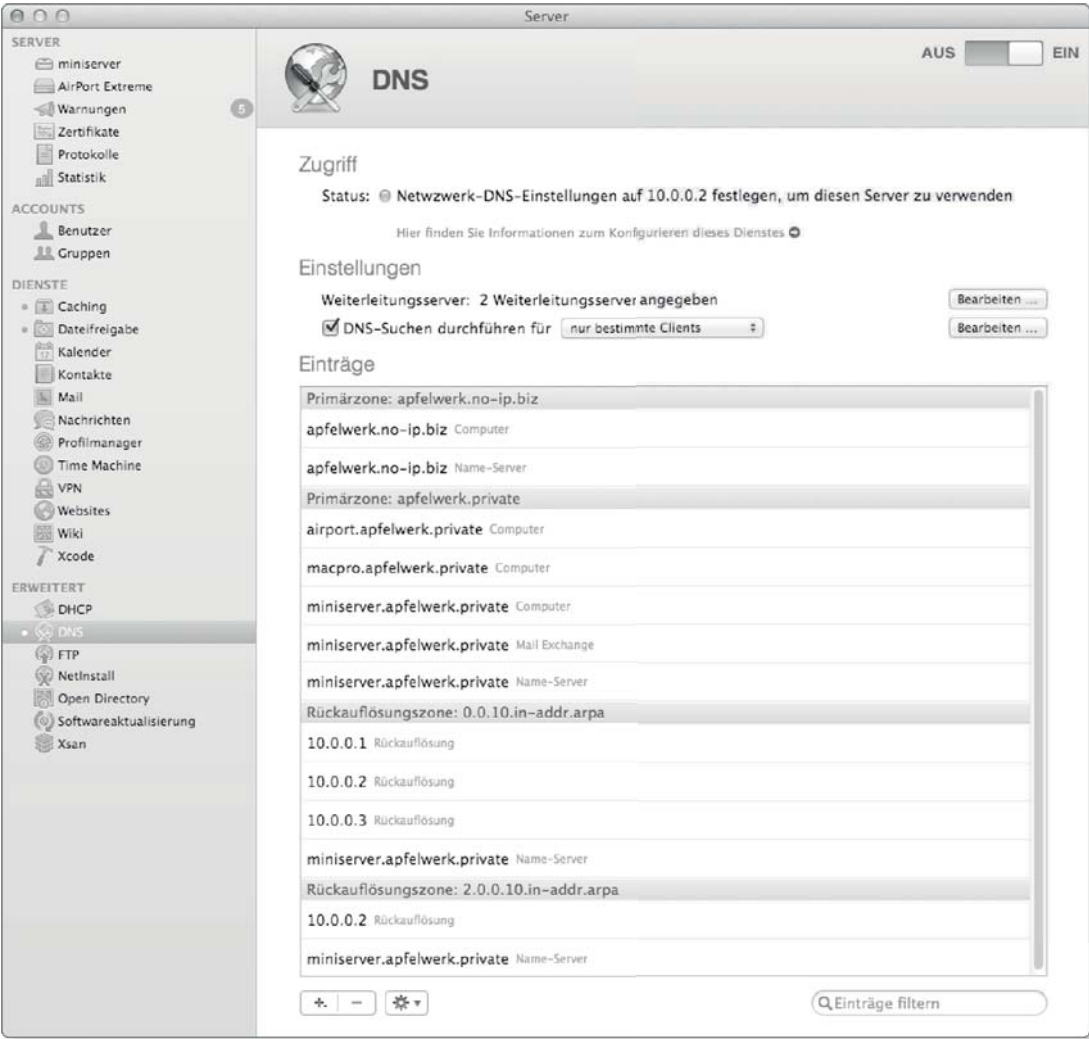 Server
SERVER
miniserver
AirPort Extreme
Warnungen 5
Zertifikate
Protokolle
Statistik
ACCOUNTS
Benutzer
Gruppen
DIENSTE
Caching
Dateifreigabe
Kalender
Kontakte
Mail
Nachrichten
Profilmanager
Time Machine
VPN
Websites
Wiki
Xcode
ERWEITERT
DHCP
DNS
FTP
NetInstall
Open Directory
Softwareaktualisierung
Xsan
DNS
AUS EIN
Zugriff
Status: Netwzwerk-DNS-Einstellungen auf 10.0.0.2 festlegen, um diesen Server zu verwenden
Hier finden Sie Informationen zum Konfigurieren dieses Dienstes
Einstellungen
Weiterleitungsserver: 2 Weiterleitungsserver angegeben Bearbeiten ...
DNS-Suchen durchführen für nur bestimmte Clients Bearbeiten ...
Einträge
Primärzone: apfelwerk.no-ip.biz
apfelwerk.no-ip.biz Computer
apfelwerk.no-ip.biz Name-Server
Primärzone: apfelwerk.private
airport.apfelwerk.private Computer
macpro.apfelwerk.private Computer
miniserver.apfelwerk.private Computer
miniserver.apfelwerk.private Mail Exchange
miniserver.apfelwerk.private Name-Server
Rückauflösungszone: 0.0.10.in-addr.arpa
10.0.0.1 Rückauflösung
10.0.0.2 Rückauflösung
10.0.0.3 Rückauflösung
miniserver.apfelwerk.private Name-Server
Rückauflösungszone: 2.0.0.10.in-addr.arpa
10.0.0.2 Rückauflösung
miniserver.apfelwerk.private Name-Server
Einträge filtern